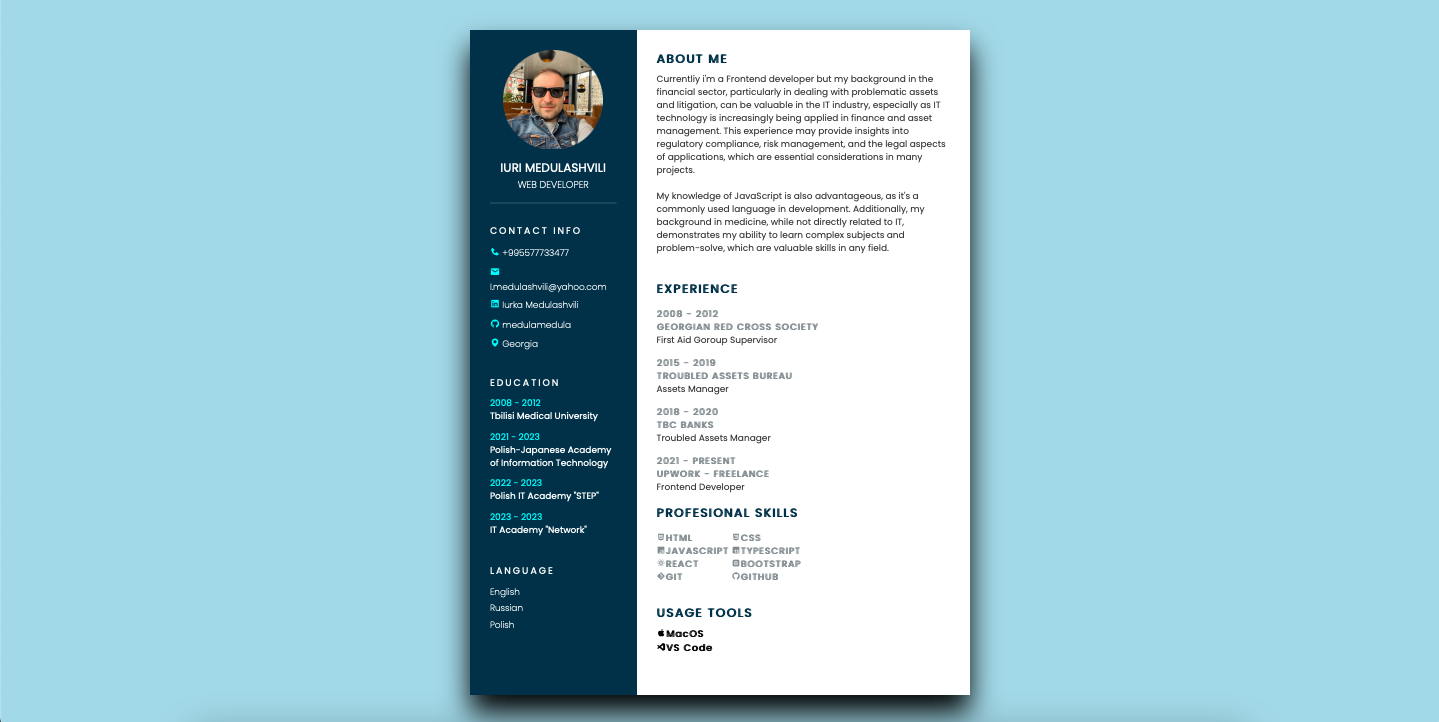 IURI MEDULASHVILI
WEB DEVELOPER
CONTACT INFO
+995577733477
I.medulashvili@yahoo.com
Iurka Medulashvili
medulamedula
Georgia
EDUCATION
2008 - 2012
Tbilisi Medical University
2021 - 2023
Polish-Japanese Academy
of Information Technology
2022 - 2023
Polish IT Academy "STEP"
2023 - 2023
IT Academy "Network"
LANGUAGE
English
Russian
Polish
ABOUT ME
Currentliy i'm a Frontend developer but my background in the
financial sector, particularly in dealing with problematic assets
and litigation, can be valuable in the IT industry, especially as IT
technology is increasingly being applied in finance and asset
management. This experience may provide insights into
regulatory compliance, risk management, and the legal aspects
of applications, which are essential considerations in many
projects.
My knowledge of JavaScript is also advantageous, as it's a
commonly used language in development. Additionally, my
background in medicine, while not directly related to IT,
demonstrates my ability to learn complex subjects and
problem-solve, which are valuable skills in any field.
EXPERIENCE
2008 - 2012
GEORGIAN RED CROSS SOCIETY
First Aid Goroup Supervisor
2015 - 2019
TROUBLED ASSETS BUREAU
Assets Manager
2018 - 2020
TBC BANKS
Troubled Assets Manager
2021 - PRESENT
UPWORK - FREELANCE
Frontend Developer
PROFESIONAL SKILLS
HTML CSS
JAVASCRIPT TYPESCRIPT
REACT BOOTSTRAP
GIT GITHUB
USAGE TOOLS
MacOS
VS Code